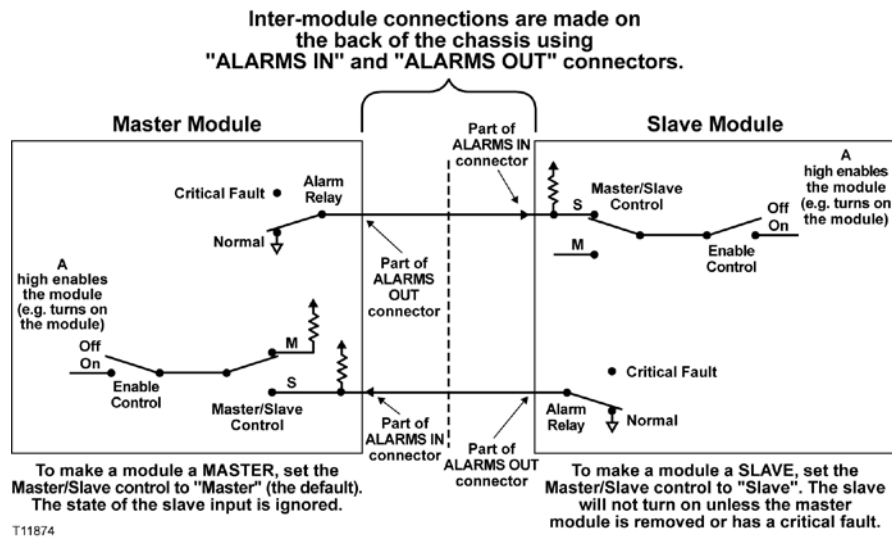 Inter-module connections are made on
the back of the chassis using
"ALARMS IN" and "ALARMS OUT" connectors.
Master Module
Critical Fault
Alarm
Relay
Normal
A
high enables
the module
(e.g. turns on
the module)
Off
On
Enable
Control
M
S
Master/Slave
Control
Part of
ALARMS IN
connector
Part of
ALARMS
OUT
connector
Part of
ALARMS IN
connector
Part of
ALARMS OUT
connector
Slave Module
S
Master/Slave
Control
M
A
high enables
the module
(e.g. turns on
the module)
Off
On
Enable
Control
Critical Fault
Alarm
Relay
Normal
To make a module a MASTER, set the
Master/Slave control to "Master" (the default).
The state of the slave input is ignored.
To make a module a SLAVE, set the
Master/Slave control to "Slave". The slave
will not turn on unless the master
module is removed or has a critical fault.
T11874